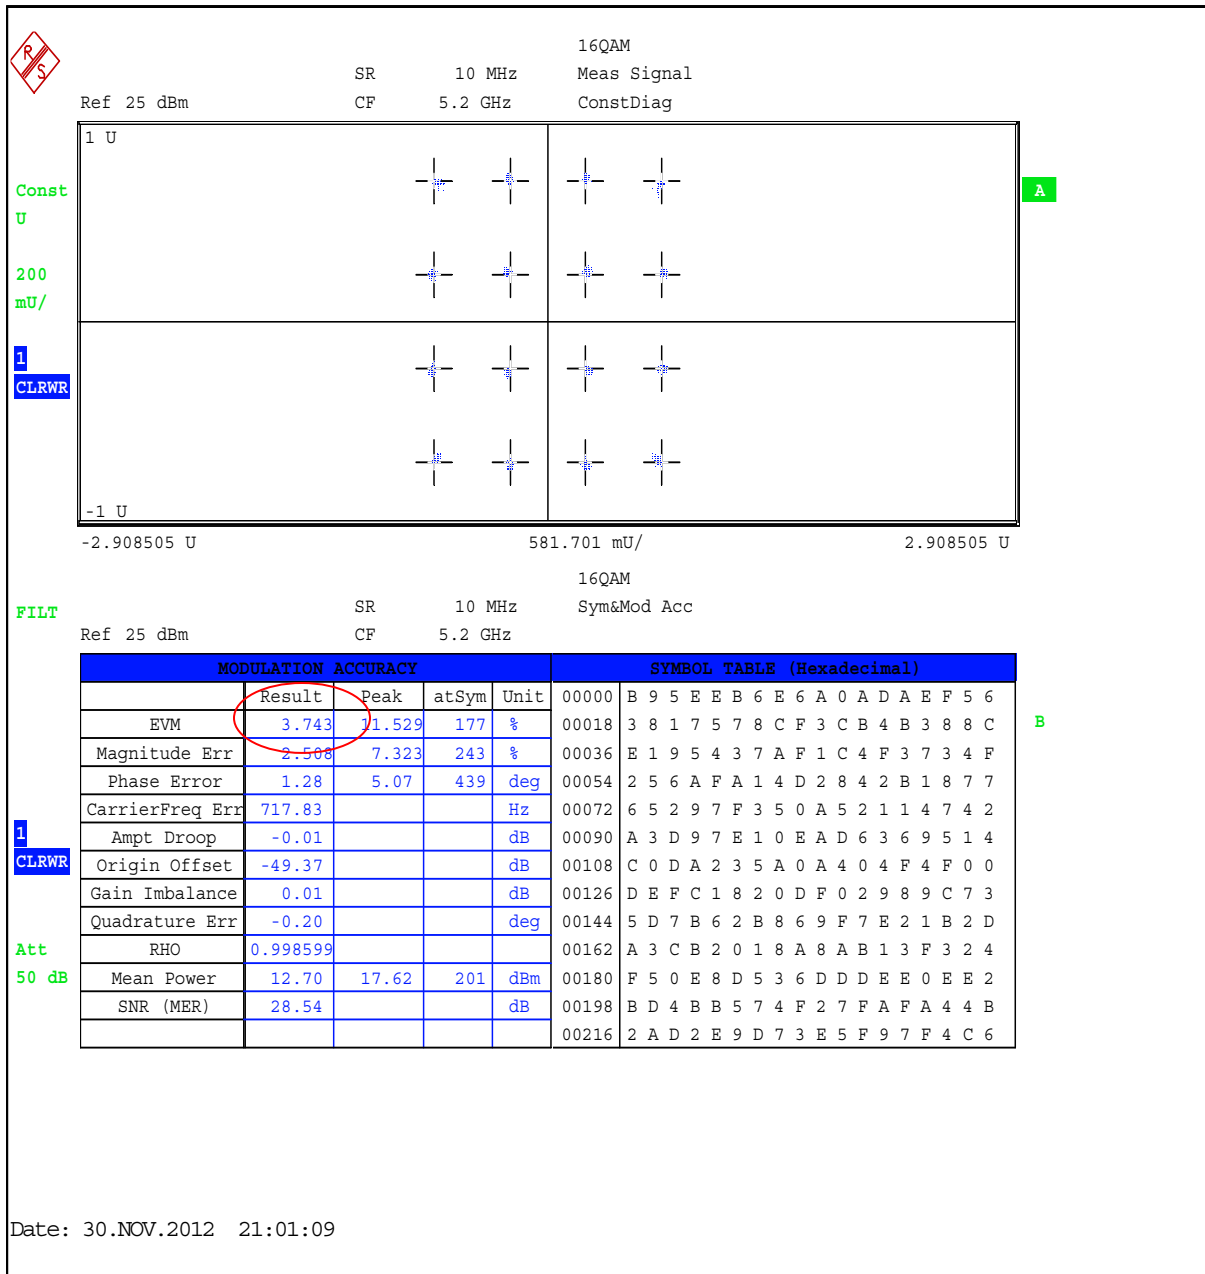 R
S
16QAM
SR 10 MHz Meas Signal
Ref 25 dBm CF 5.2 GHz ConstDiag
1 U
Const
U
A
200
mU/
1
CLRWR
-1 U
-2.908505 U 581.701 mU/ 2.908505 U
16QAM
FILT SR 10 MHz Sym&Mod Acc
Ref 25 dBm CF 5.2 GHz
MODULATION ACCURACY SYMBOL TABLE (Hexadecimal)
Result Peak atSym Unit 00000 B 9 5 E E B 6 E 6 A 0 A D A E F 5 6
EVM 3.743 11.529 177 % 00018 3 8 1 7 5 7 8 C F 3 C B 4 B 3 8 8 C
B
Magnitude Err 2.508 7.323 243 % 00036 E 1 9 5 4 3 7 A F 1 C 4 F 3 7 3 4 F
Phase Error 1.28 5.07 439 deg 00054 2 5 6 A F A 1 4 D 2 8 4 2 B 1 8 7 7
CarrierFreq Err 717.83 Hz 00072 6 5 2 9 7 F 3 5 0 A 5 2 1 1 4 7 4 2
1
Ampt Droop -0.01 dB 00090 A 3 D 9 7 E 1 0 E A D 6 3 6 9 5 1 4
CLRWR
Origin Offset -49.37 dB 00108 C 0 D A 2 3 5 A 0 A 4 0 4 F 4 F 0 0
Gain Imbalance 0.01 dB 00126 D E F C 1 8 2 0 D F 0 2 9 8 9 C 7 3
Quadrature Err -0.20 deg 00144 5 D 7 B 6 2 B 8 6 9 F 7 E 2 1 B 2 D
Att
RHO 0.998599 00162 A 3 C B 2 0 1 8 A 8 A B 1 3 F 3 2 4
50 dB
Mean Power 12.70 17.62 201 dBm 00180 F 5 0 E 8 D 5 3 6 D D D E E 0 E E 2
SNR (MER) 28.54 dB 00198 B D 4 B B 5 7 4 F 2 7 F A F A 4 4 B
00216 2 A D 2 E 9 D 7 3 E 5 F 9 7 F 4 C 6
Date: 30.NOV.2012 21:01:09